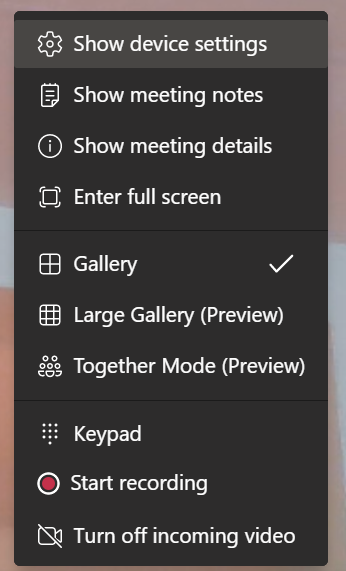 Show device settings
Show meeting notes
Show meeting details
Enter full screen
Gallery
Large Gallery (Preview)
Together Mode (Preview)
Keypad
Start recording
Turn off incoming video